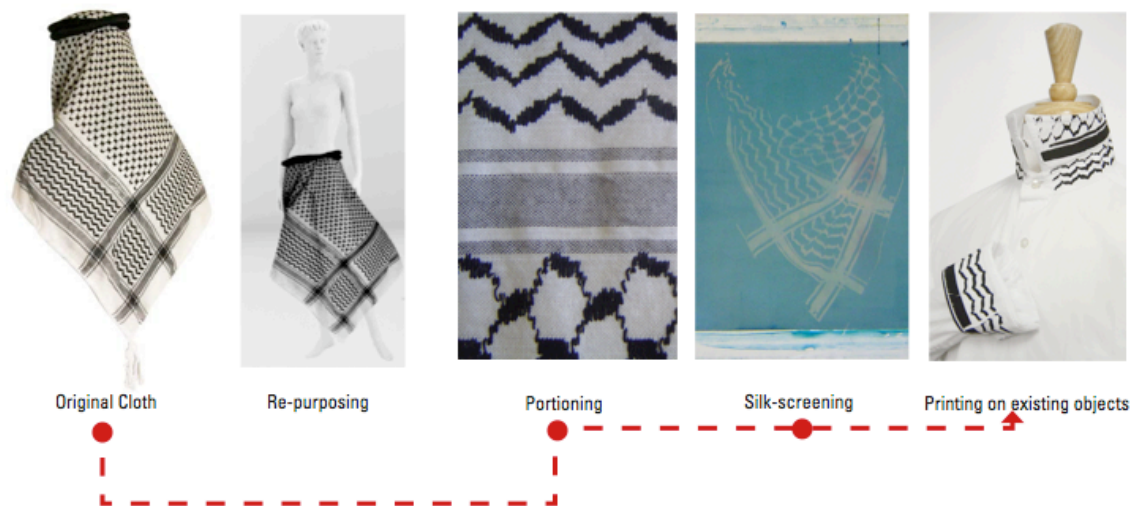 Original Cloth
Re-purposing
Portioning
Silk-screening
Printing on existing objects